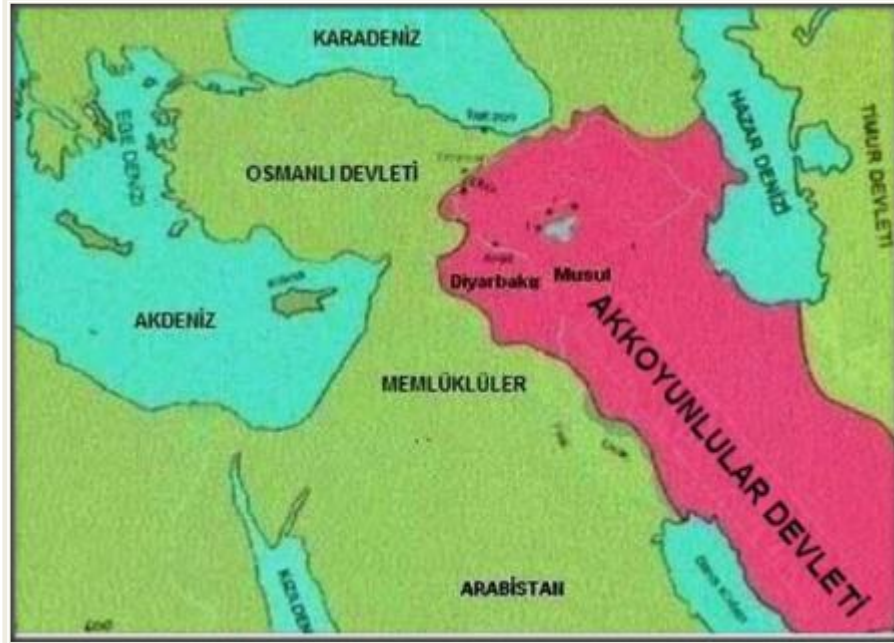 KARADENİZ
HAZAR DENİZİ
TİMUR DEVLETİ
EGE DENİZİ
OSMANLI DEVLETİ
Diyarbakır
Musul
AKDENİZ
AKKOYUNLULAR DEVLETİ
MEMLÜKLÜLER
ARABİSTAN
KIZILDEN